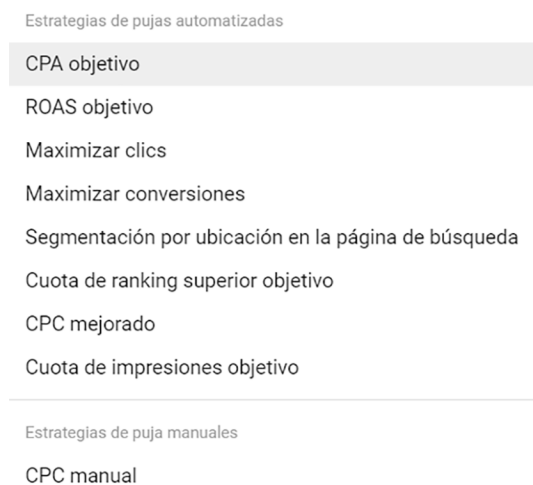 Estrategias de pujas automatizadas
CPA objetivo
ROAS objetivo
Maximizar clics
Maximizar conversiones
Segmentación por ubicación en la página de búsqueda
Cuota de ranking superior objetivo
CPC mejorado
Cuota de impresiones objetivo
Estrategias de puja manuales
CPC manual